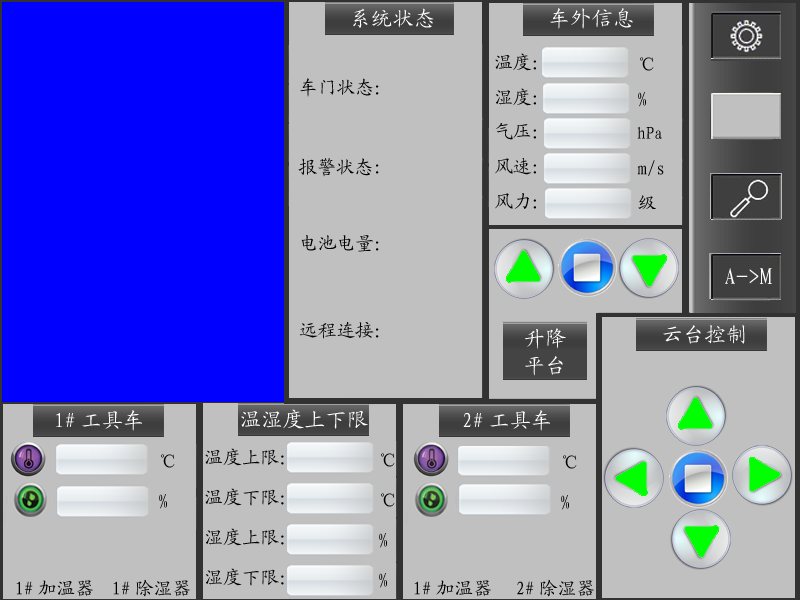 系统状态
车门状态:
报警状态:
电池电量:
远程连接:
车外信息
温度: ℃
湿度: %
气压: hPa
风速: m/s
风力: 级
A->M
升降
平台
云台控制
1# 工具车
℃
%
1# 加温器 1# 除湿器
温湿度上下限
温度上限: ℃
温度下限: ℃
湿度上限: %
湿度下限: %
2# 工具车
℃
%
1# 加温器 2# 除湿器